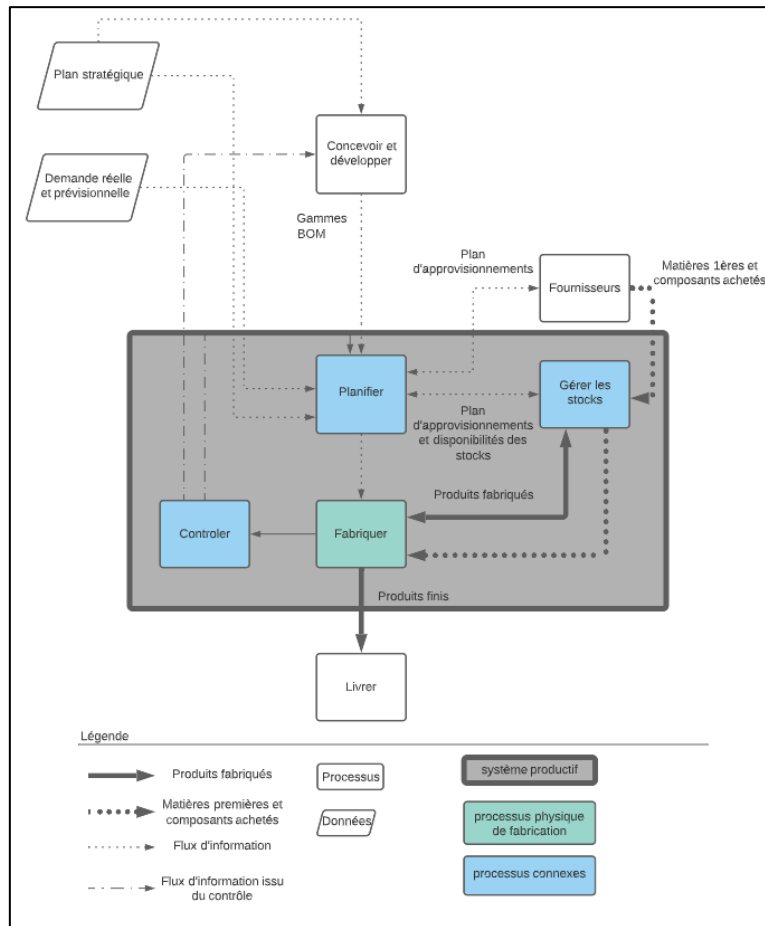 Plan stratégique
Concevoir et
développer
Demande réelle
et prévisionnelle
Gammes
BOM
Plan
d'approvisionnements
Matières 1ères et
composants achetés
Fournisseurs
Planifier
Gérer les
stocks
Plan
d'approvisionnements
et disponibilités des
stocks
Produits fabriqués
Controler
Fabriquer
Produits finis
Livrer
Légende
Produits fabriqués
Processus
système productif
Matières premières et
composants achetés
Données
processus physique
de fabrication
Flux d'information
Flux d'information issu
du contrôle
processus connexes